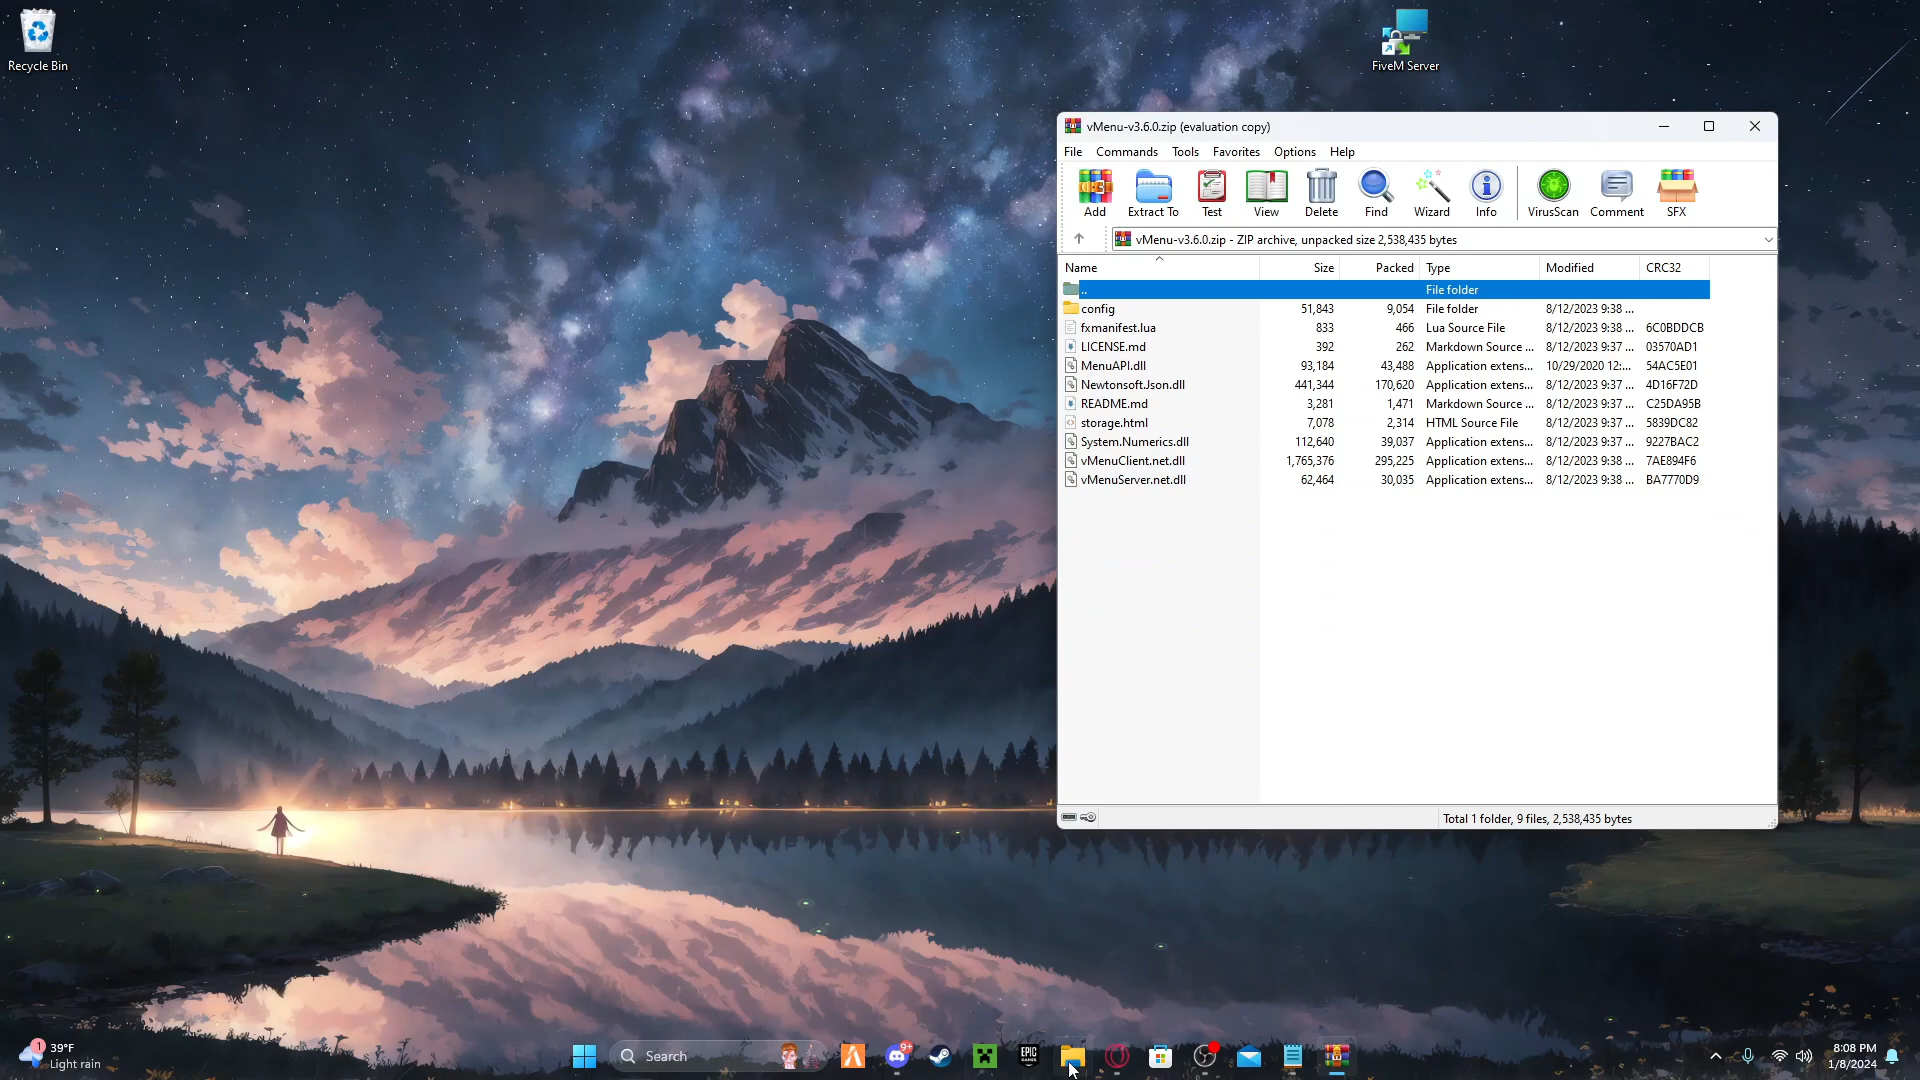 Recycle Bin
FiveM Server
vMenu-v3.6.0.zip (evaluation copy)
File Commands Tools Favorites Options Help
Add Extract To Test View Delete Find Wizard Info VirusScan Comment SFX
vMenu-v3.6.0.zip - ZIP archive, unpacked size 2,538,435 bytes
Name Size Packed Type Modified CRC32
.. File folder
config 51,843 9,054 File folder 8/12/2023 9:38 ...
fxmanifest.lua 833 466 Lua Source File 8/12/2023 9:38 ... 6C0BDDCB
LICENSE.md 392 262 Markdown Source ... 8/12/2023 9:37 ... 03570AD1
MenuAPI.dll 93,184 43,488 Application extens... 10/29/2020 12:... 54AC5E01
Newtonsoft.Json.dll 441,344 170,620 Application extens... 8/12/2023 9:37 ... 4D16F72D
README.md 3,281 1,471 Markdown Source ... 8/12/2023 9:37 ... C25DA95B
storage.html 7,078 2,314 HTML Source File 8/12/2023 9:37 ... 5839DC82
System.Numerics.dll 112,640 39,037 Application extens... 8/12/2023 9:37 ... 9227BAC2
vMenuClient.net.dll 1,765,376 295,225 Application extens... 8/12/2023 9:38 ... 7AE894F6
vMenuServer.net.dll 62,464 30,035 Application extens... 8/12/2023 9:38 ... BA7770D9
Total 1 folder, 9 files, 2,538,435 bytes
1
39°F
Light rain
Search
9+
EPIC
GAMES
8:08 PM
1/8/2024